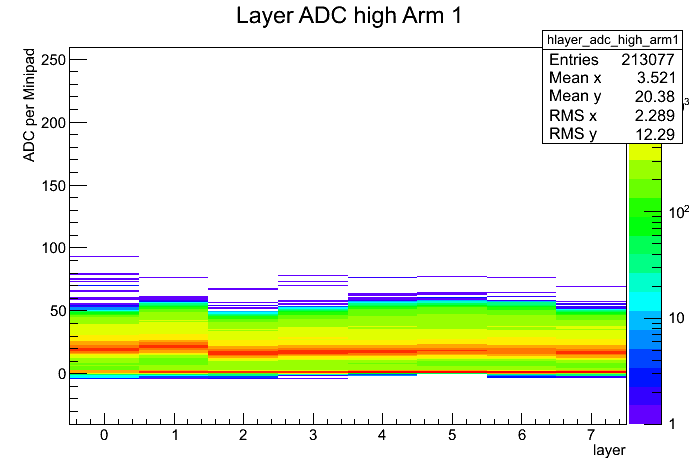 Layer ADC high Arm 1
hlayer_adc_high_arm1
Entries 213077
Mean x 3.521
Mean y 20.38
RMS x 2.289
RMS y 12.29
ADC per Minipad
250
200
150
100
50
0
0 1 2 3 4 5 6 7
layer
3
10²
10
1